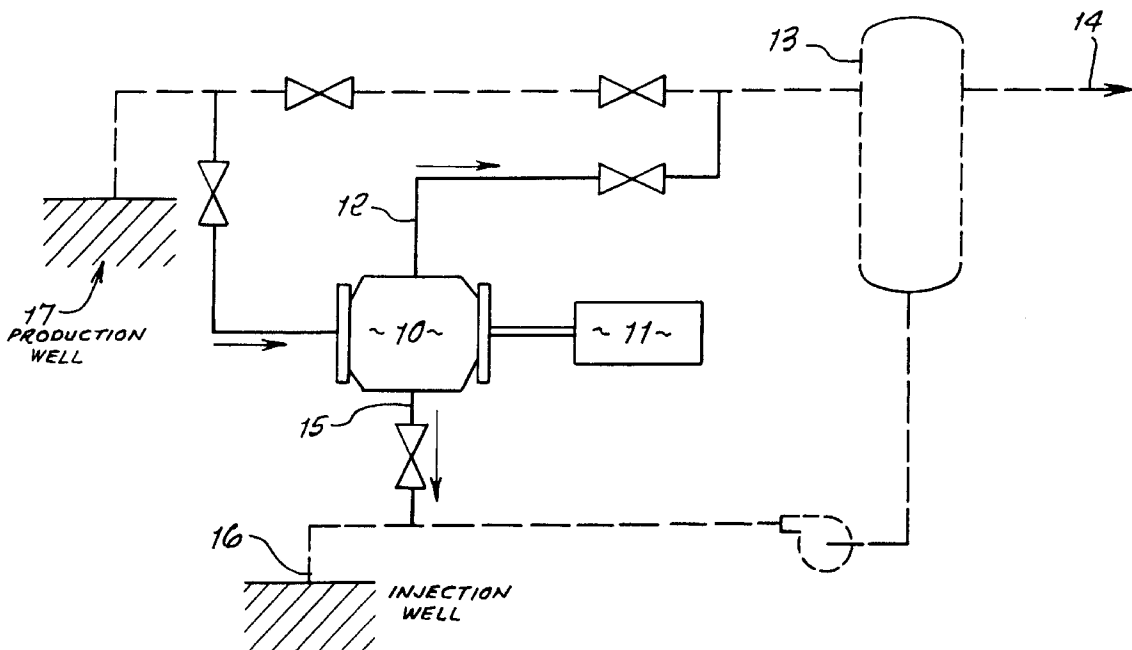 13
14
12
17
PRODUCTION
WELL
~10~
~11~
15
16
INJECTION
WELL